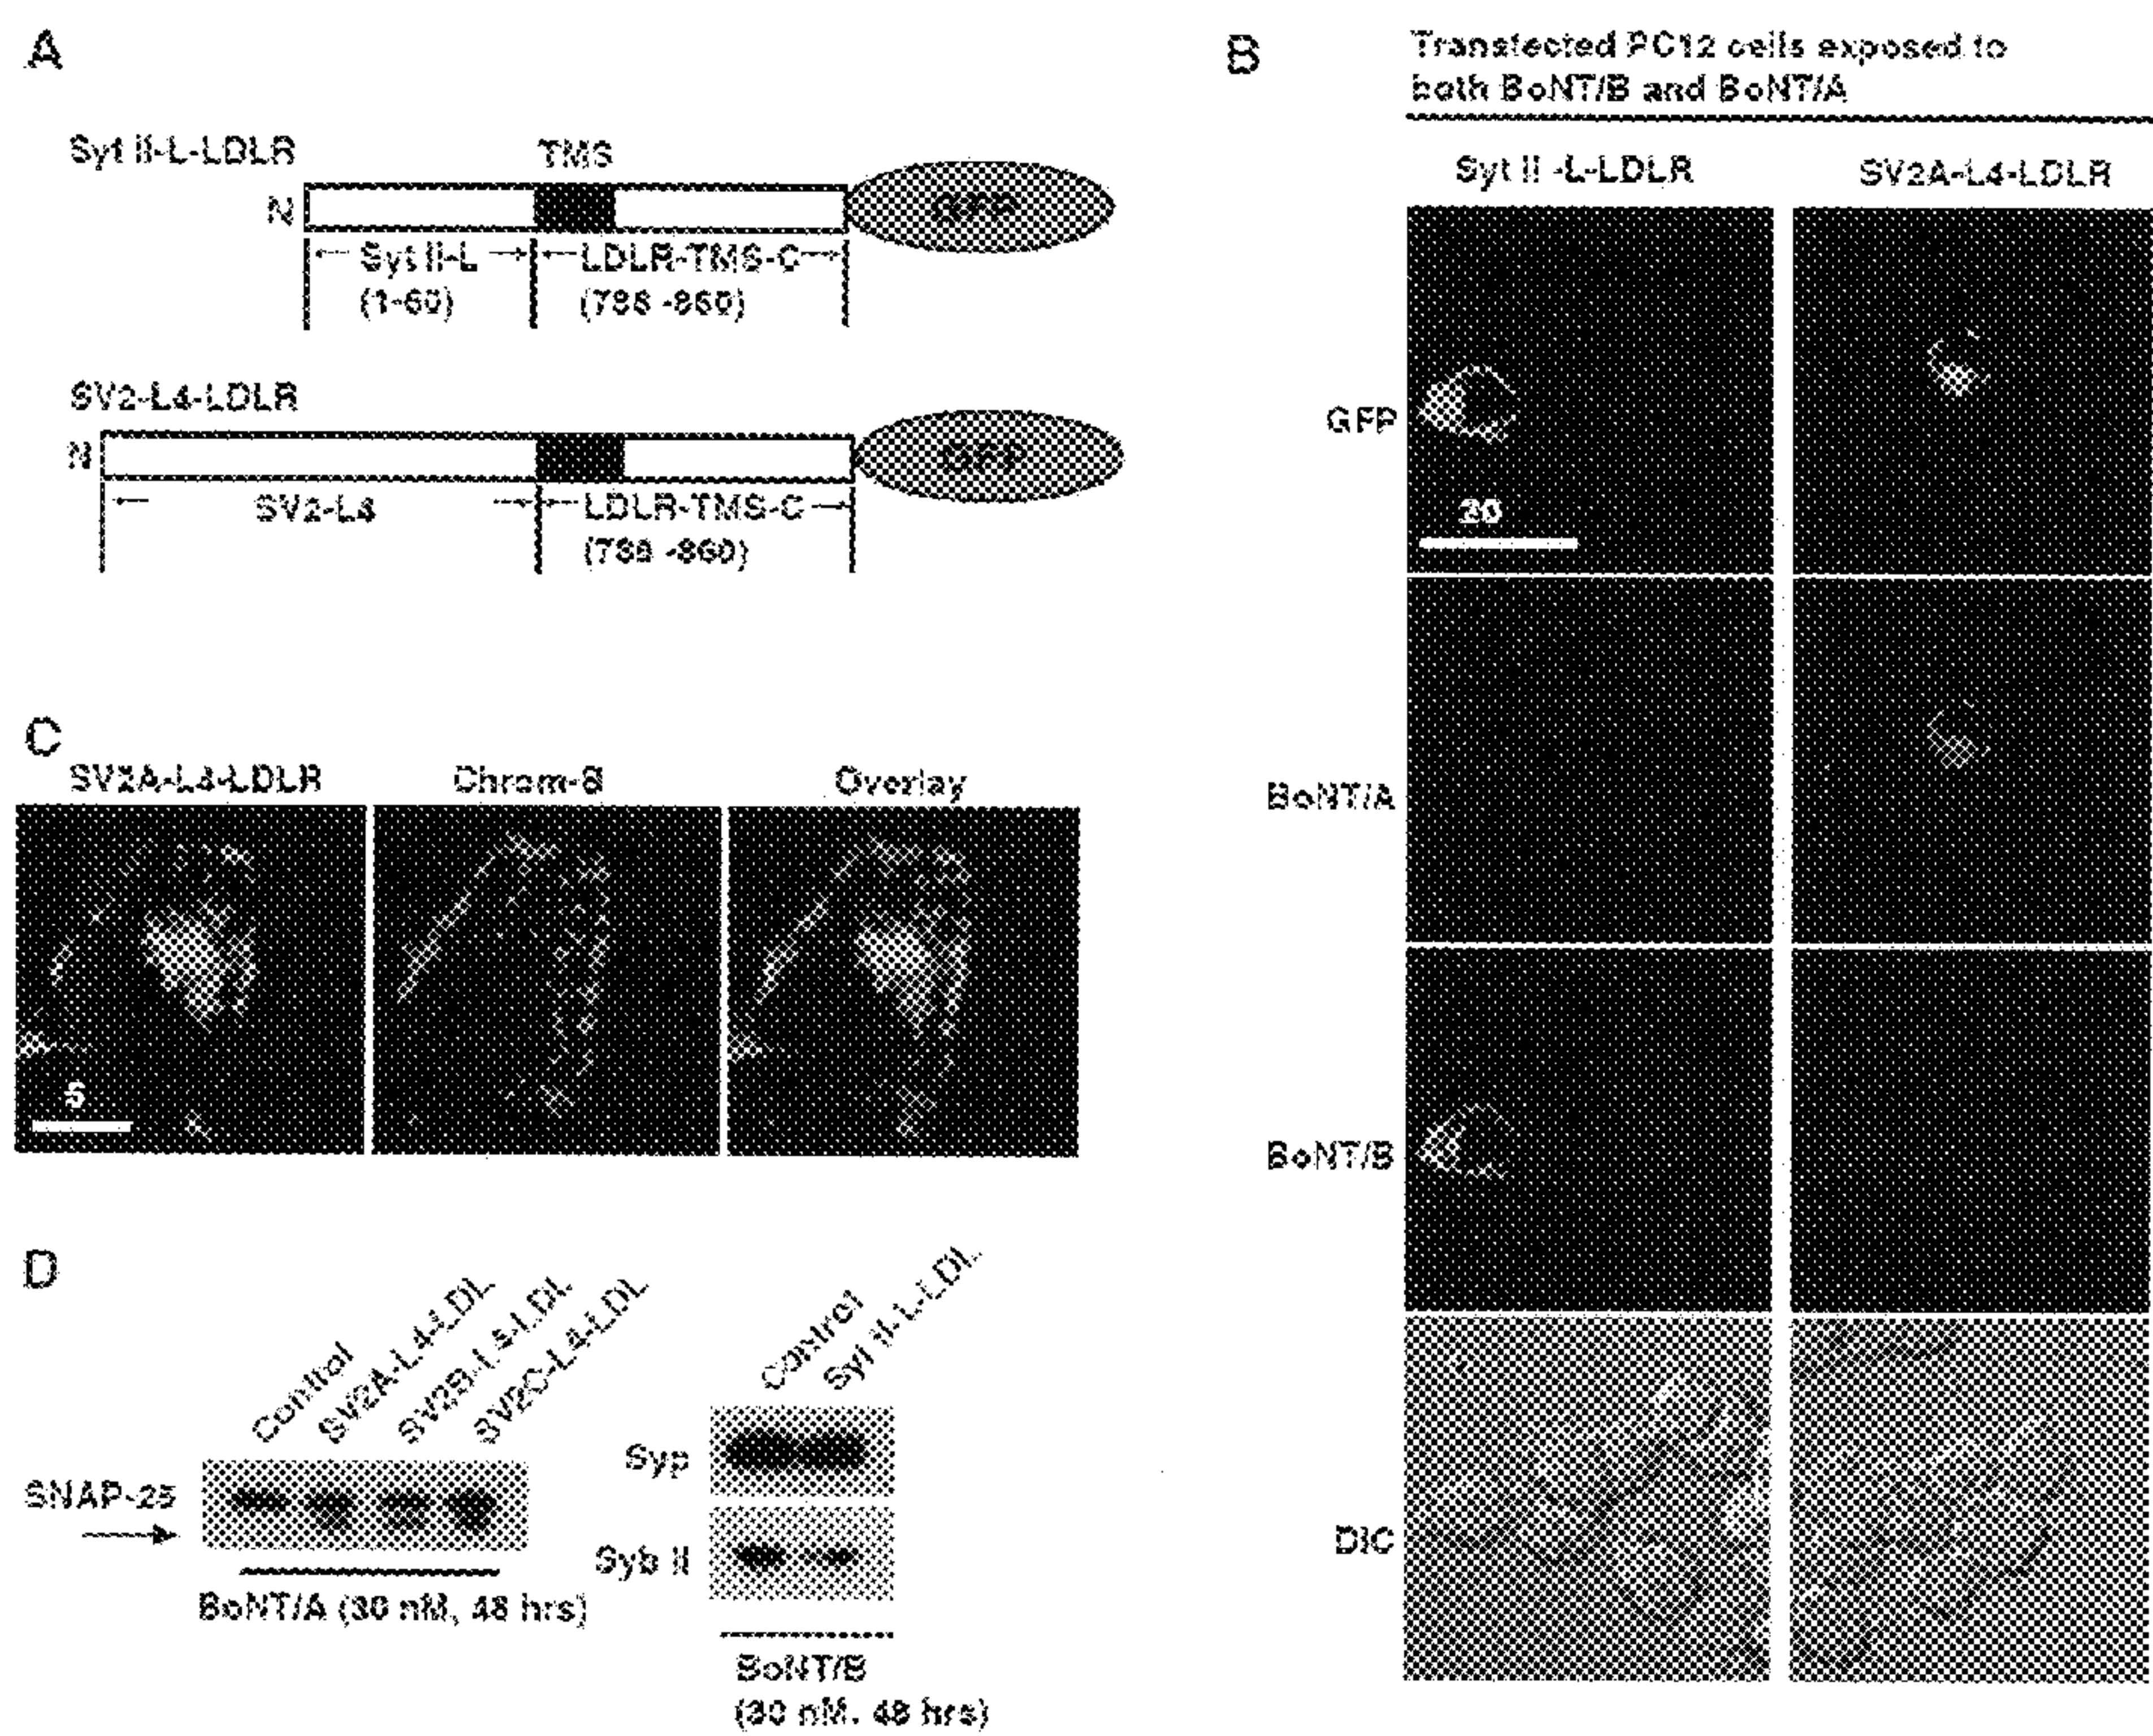 A
Syt II-L-LDLR
TMS
N
GFP
Syt II-L
LDLR-TMS-C
(1-60)
(788 -860)
SV2-L4-LDLR
N
GFP
SV2-L4
LDLR-TMS-C
(788 -860)
B
Transfected PC12 cells exposed to
both BoNT/B and BoNT/A
Syt II -L-LDLR
SV2A-L4-LDLR
GFP
20
BoNT/A
BoNT/B
DIC
C
SV2A-L4-LDLR
Chrom-B
Overlay
5
D
Control
SV2A-L4-LDL
SV2B-L4-LDL
SV2C-L4-LDL
SNAP-25
BoNT/A (30 nM, 48 hrs)
Control
Syt II-L-LDL
Syp
Syb II
BoNT/B
(30 nM, 48 hrs)